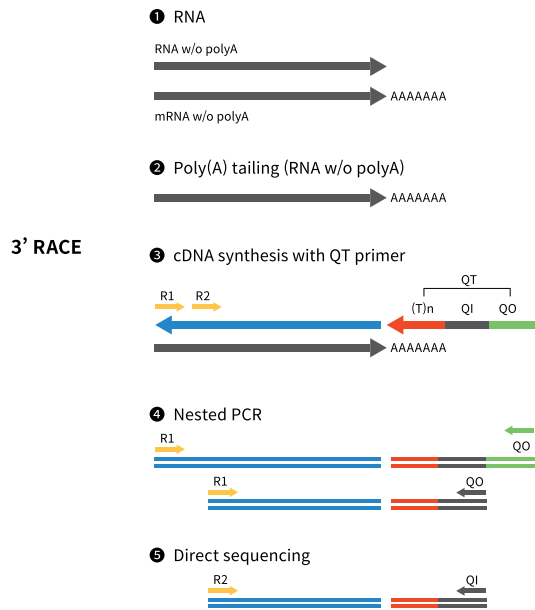 ❶ RNA
RNA w/o polyA
AAAAAAA
mRNA w/o polyA
❷ Poly(A) tailing (RNA w/o polyA)
AAAAAAA
3’ RACE
❸ cDNA synthesis with QT primer
QT
R1 R2
(T)n QI QO
AAAAAAA
❹ Nested PCR
R1
QO
R1 QO
❺ Direct sequencing
R2 QI